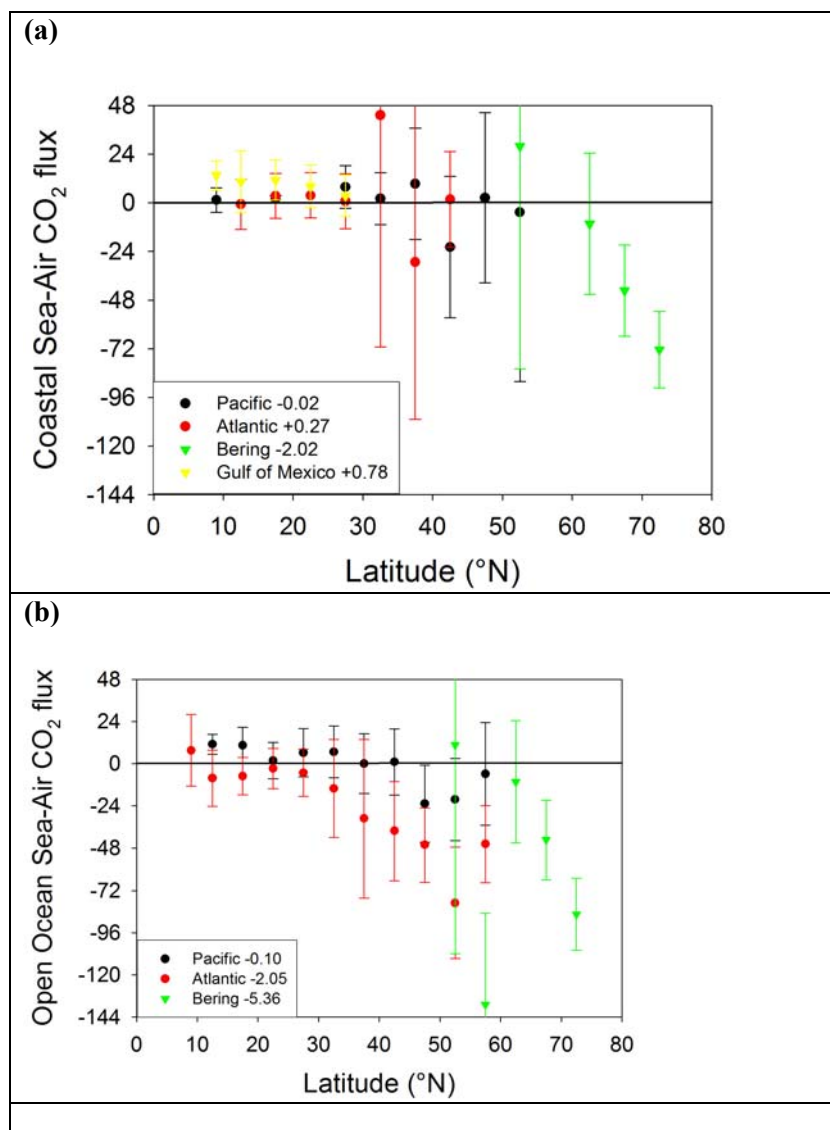 (a)
Coastal Sea-Air CO₂ flux
48
24
0
-24
-48
-72
-96
-120
-144
Pacific -0.02
Atlantic +0.27
Bering -2.02
Gulf of Mexico +0.78
0 10 20 30 40 50 60 70 80
Latitude (°N)
(b)
Open Ocean Sea-Air CO₂ flux
48
24
0
-24
-48
-72
-96
-120
-144
Pacific -0.10
Atlantic -2.05
Bering -5.36
0 10 20 30 40 50 60 70 80
Latitude (°N)